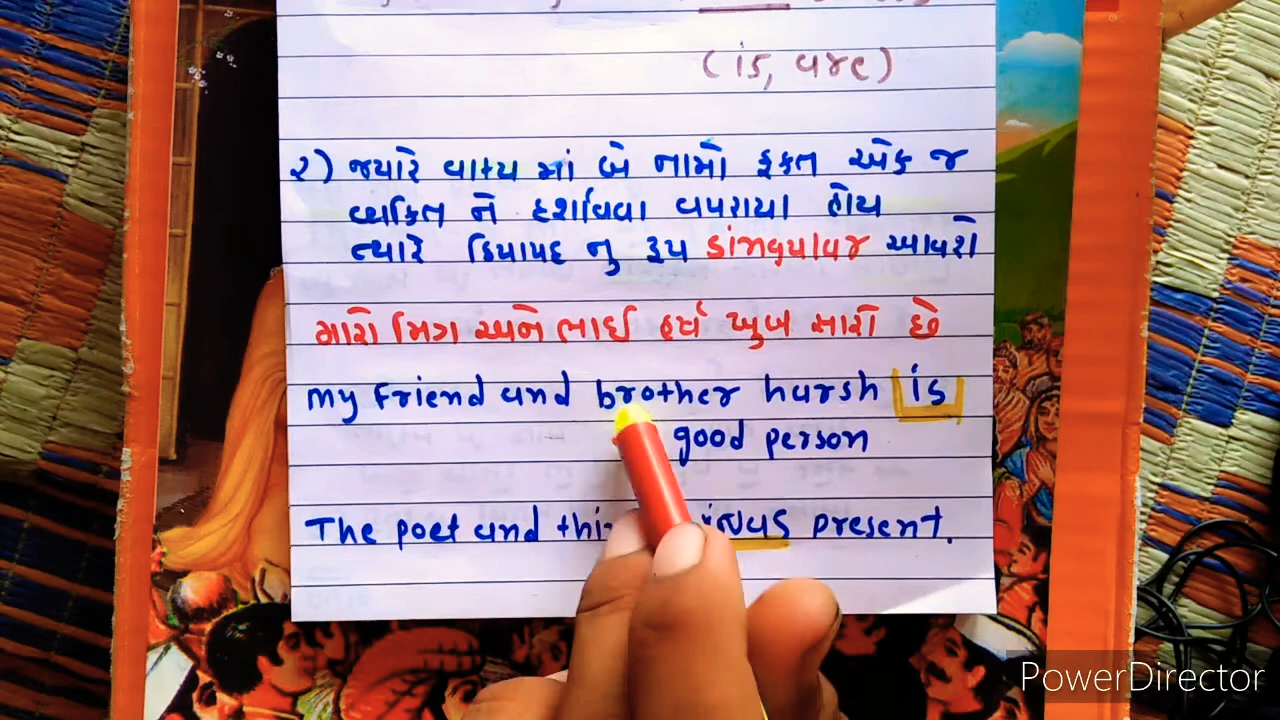 (is, are)
૨) જ્યારે વાક્ય માં બે નામો ફક્ત એક જ
વ્યકિત ને દર્શાવવા વપરાયા હોય
ત્યારે ક્રિયાપદ નુ રૂપ સિંગ્યુલર આવશે
મારો મિત્ર અને ભાઈ હર્ષ ખુબ સારો છે
my friend and brother harsh is
good person
The poet and was present.
PowerDirector